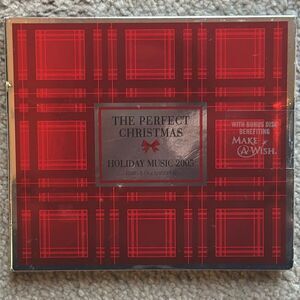 THE PERFECT
CHRISTMAS
HOLIDAY MUSIC 2005
WITH BONUS DISC
BENEFITING
MAKE
A WISH.